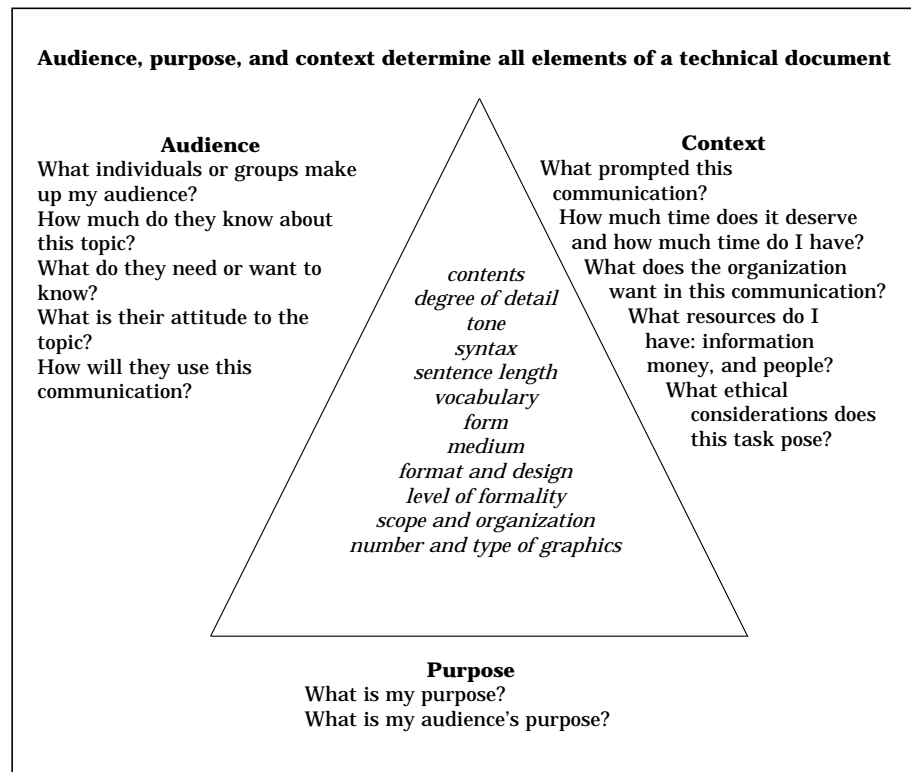 Audience, purpose, and context determine all elements of a technical document
Audience
What individuals or groups make
up my audience?
How much do they know about
this topic?
What do they need or want to
know?
What is their attitude to the
topic?
How will they use this
communication?
Context
What prompted this
communication?
How much time does it deserve
and how much time do I have?
What does the organization
want in this communication?
What resources do I
have: information
money, and people?
What ethical
considerations does
this task pose?
contents
degree of detail
tone
syntax
sentence length
vocabulary
form
medium
format and design
level of formality
scope and organization
number and type of graphics
Purpose
What is my purpose?
What is my audience's purpose?